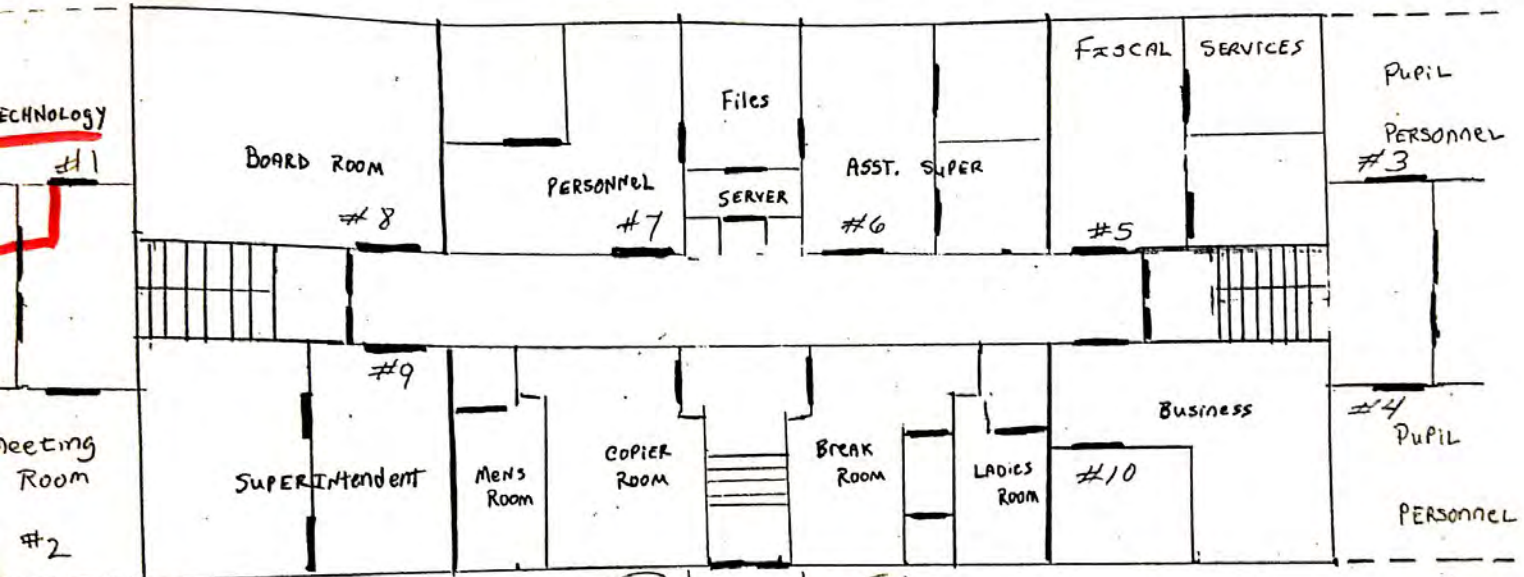 ECHNOLOGY
#1
BOARD ROOM
#8
PERSONNEL
#7
Files
SERVER
ASST. SUPER
#6
FISCAL SERVICES
#5
PUPIL
PERSONNEL
#3
Meeting
Room
#2
#9
SUPERINtendent
MENS
ROOM
COPIER
ROOM
BREAK
ROOM
LADIES
ROOM
Business
#10
#4
PUPIL
PERSONNEL